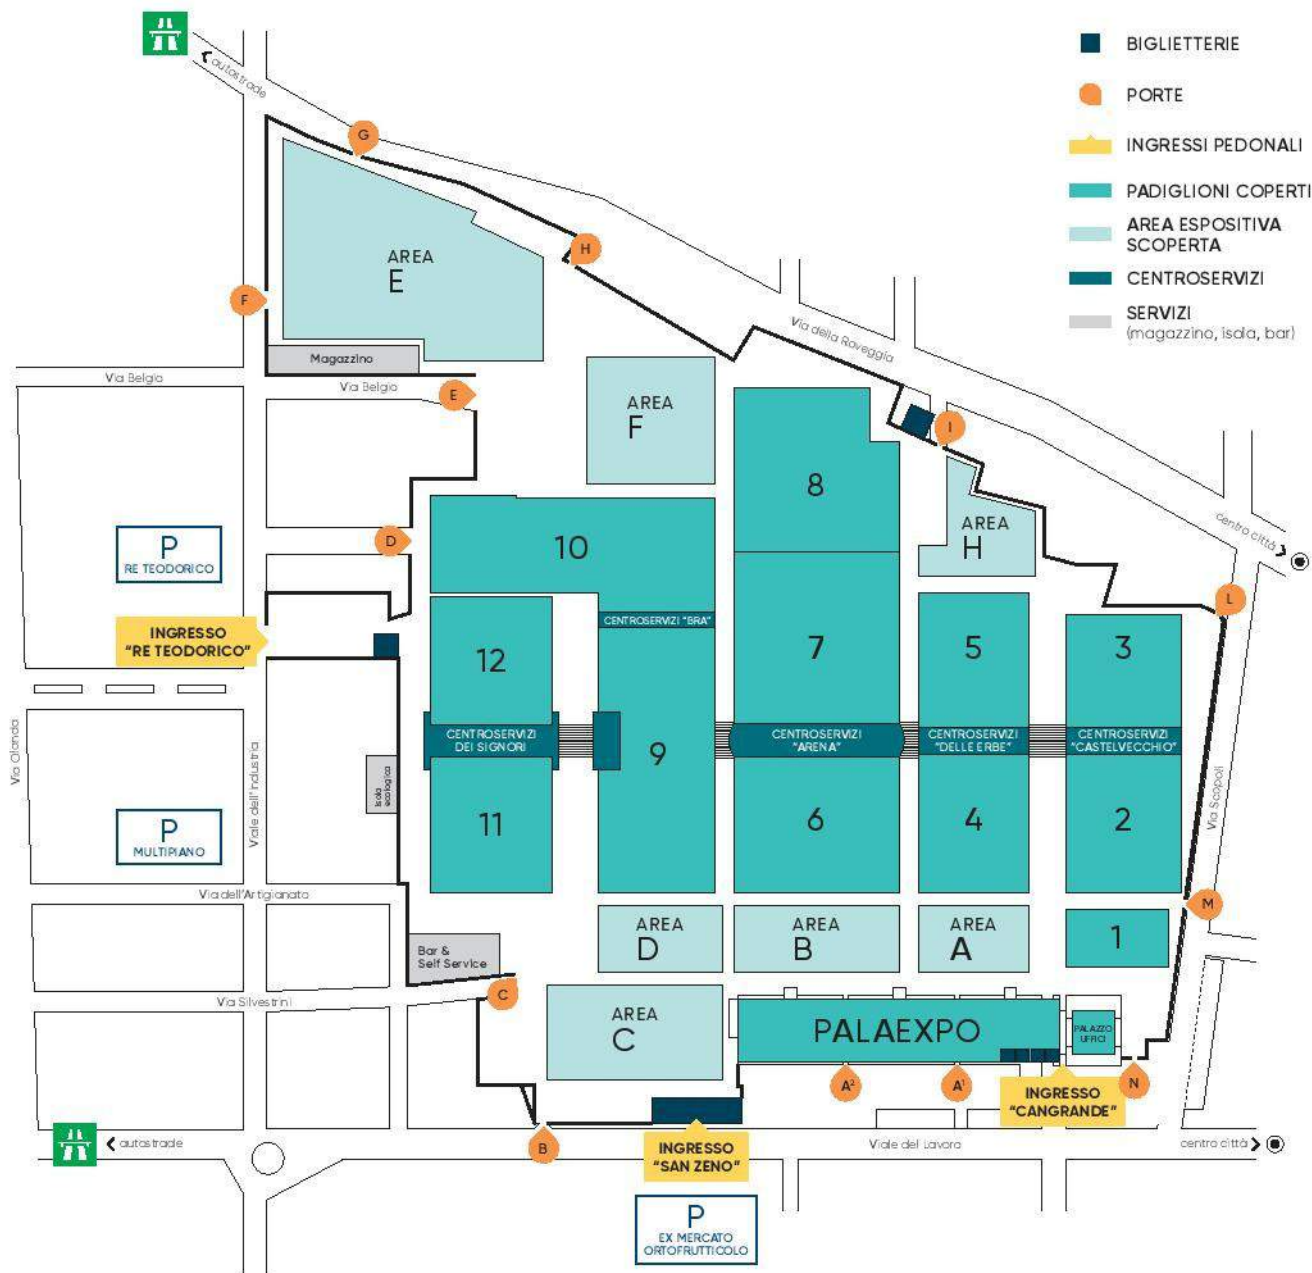 BIGLIETTERIE
PORTE
INGRESSI PEDONALI
PADIGLIONI COPERTI
AREA ESPOSITIVA
SCOPERTA
CENTROSERVIZI
SERVIZI
(magazzino, isola, bar)
autostrade
G
H
AREA
E
F
Via della Roveggia
Magazzino
Via Belgio
Via Belgio
E
AREA
F
I
8
AREA
H
centro città
P
RE TEODORICO
D
10
L
INGRESSO
"RE TEODORICO"
CENTROSERVIZI "BRA"
12
7
5
3
Via Olanda
Viale dell'Industria
CENTROSERVIZI
DEI SIGNORI
9
CENTROSERVIZI
"ARENA"
CENTROSERVIZI
"DELLE ERBE"
CENTROSERVIZI
"CASTELVECCHIO"
Via Scopoli
Isola
ecologica
P
MULTIPIANO
11
6
4
2
Via dell'Artigianato
M
AREA
D
AREA
B
AREA
A
1
Bar &
Self Service
Via Silvestrini
C
AREA
C
PALAEXPO
PALAZZO
UFFICI
A²
A¹
INGRESSO
"CANGRANDE"
N
autostrade
B
INGRESSO
"SAN ZENO"
Viale del Lavoro
centro città
P
EX MERCATO
ORTOFRUTTICOLO